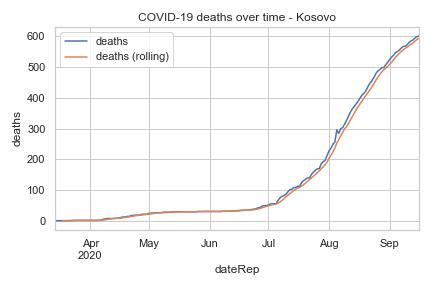 COVID-19 deaths over time - Kosovo
deaths
deaths (rolling)
600
500
400
300
200
100
0
deaths
Apr
2020
May
Jun
Jul
Aug
Sep
dateRep